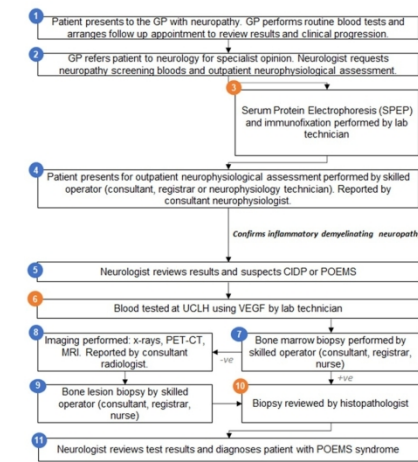 1
Patient presents to the GP with neuropathy. GP performs routine blood tests and
arranges follow up appointment to review results and clinical progression.
2
GP refers patient to neurology for specialist opinion. Neurologist requests
neuropathy screening bloods and outpatient neurophysiological assessment.
3
Serum Protein Electrophoresis (SPEP)
and immunofixation performed by lab
technician
4
Patient presents for outpatient neurophysiological assessment performed by skilled
operator (consultant, registrar or neurophysiology technician). Reported by
consultant neurophysiologist.
Confirms inflammatory demyelinating neuropath
5
Neurologist reviews results and suspects CIDP or POEMS
6
Blood tested at UCLH using VEGF by lab technician
8
Imaging performed: x-rays, PET-CT,
MRI. Reported by consultant
radiologist.
-ve
7
Bone marrow biopsy performed by
skilled operator (consultant, registrar,
nurse)
+ve
9
Bone lesion biopsy by skilled
operator (consultant, registrar,
nurse)
10
Biopsy reviewed by histopathologist
11
Neurologist reviews test results and diagnoses patient with POEMS syndrome